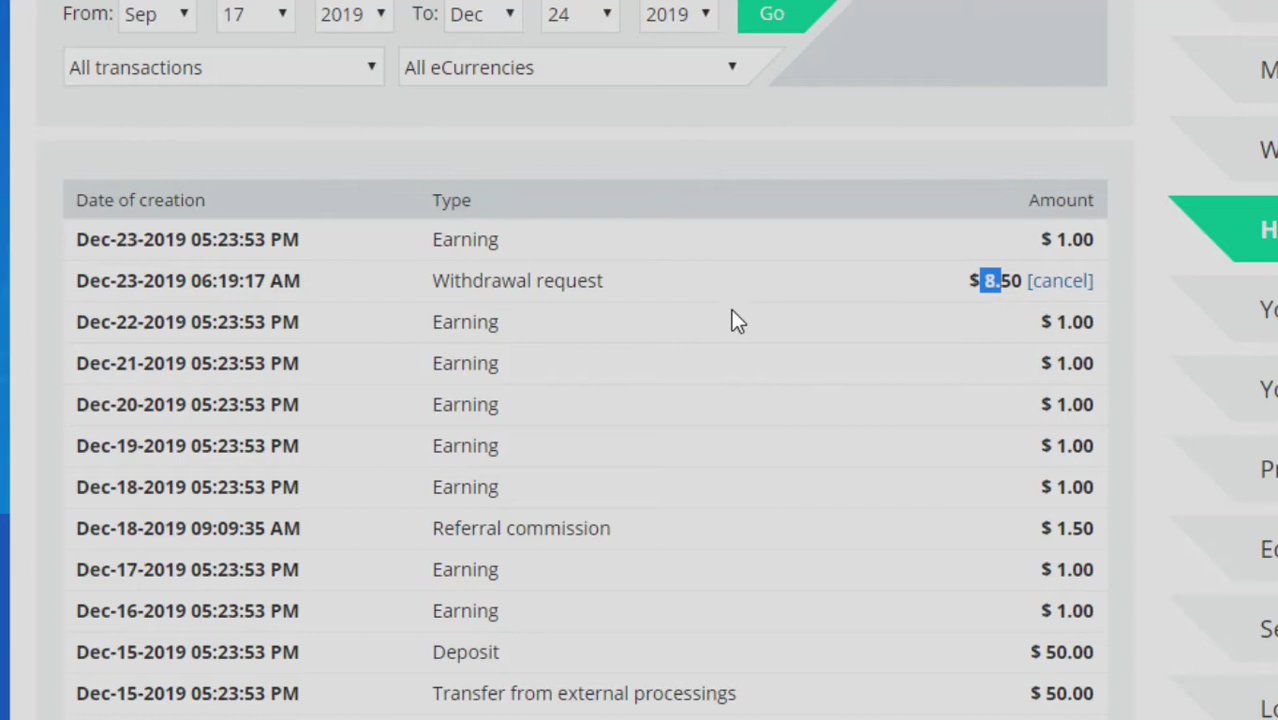 From: Sep 17 2019 To: Dec 24 2019 Go
All transactions All eCurrencies
Date of creation Type Amount
Dec-23-2019 05:23:53 PM Earning $ 1.00
Dec-23-2019 06:19:17 AM Withdrawal request $ 8.50 [cancel]
Dec-22-2019 05:23:53 PM Earning $ 1.00
Dec-21-2019 05:23:53 PM Earning $ 1.00
Dec-20-2019 05:23:53 PM Earning $ 1.00
Dec-19-2019 05:23:53 PM Earning $ 1.00
Dec-18-2019 05:23:53 PM Earning $ 1.00
Dec-18-2019 09:09:35 AM Referral commission $ 1.50
Dec-17-2019 05:23:53 PM Earning $ 1.00
Dec-16-2019 05:23:53 PM Earning $ 1.00
Dec-15-2019 05:23:53 PM Deposit $ 50.00
Dec-15-2019 05:23:53 PM Transfer from external processings $ 50.00